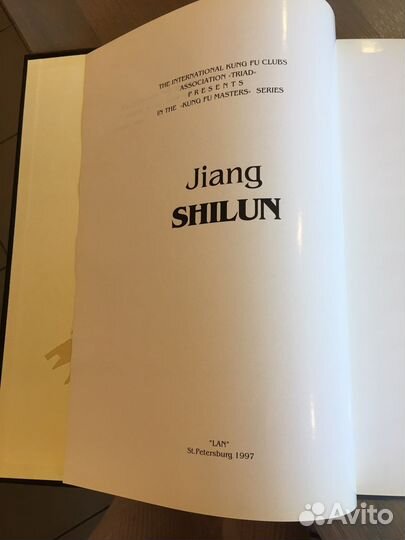 THE INTERNATIONAL KUNG FU CLUBS
ASSOCIATION «TRIAD»
P R E S E N T S
IN THE «KUNG FU MASTERS» SERIES
Jiang
SHILUN
"LAN"
St.Petersburg 1997
Avito